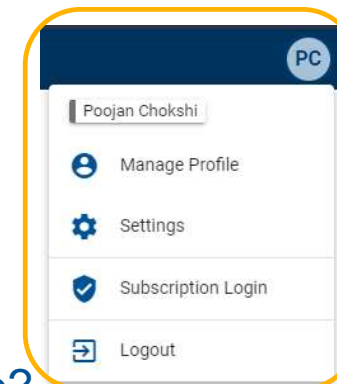 PC
Poojan Chokshi
Manage Profile
Settings
Subscription Login
Logout